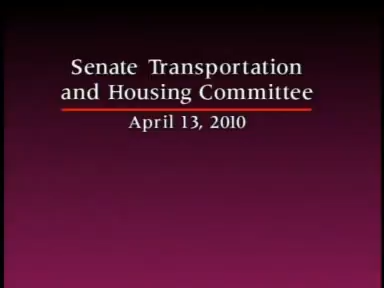 Senate Transportation
and Housing Committee
April 13, 2010